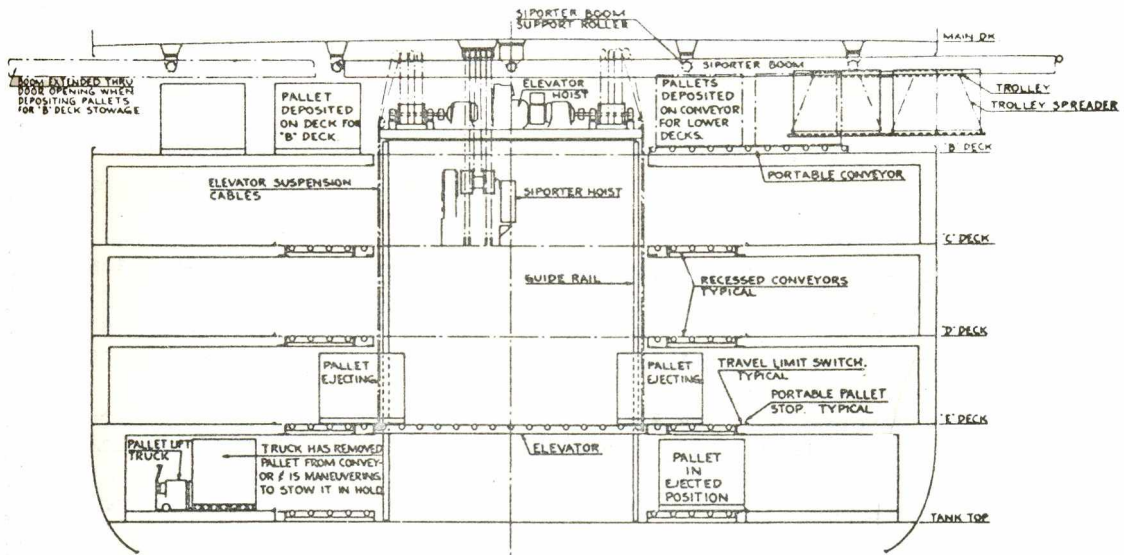 SIPORTER BOOM
SUPPORT ROLLER
MAIN DK
SIPORTER BOOM
BOOM EXTENDED THRU
DOOR OPENING WHEN
DEPOSITING PALLETS
FOR "B" DECK STOWAGE
PALLET
DEPOSITED
ON DECK FOR
"B" DECK.
ELEVATOR
HOIST
PALLETS
DEPOSITED
ON CONVEYOR
FOR LOWER
DECKS.
TROLLEY
TROLLEY SPREADER
"B" DECK
PORTABLE CONVEYOR
ELEVATOR SUSPENSION
CABLES
SIPORTER HOIST
"C" DECK
GUIDE RAIL
RECESSED CONVEYORS
TYPICAL
"D" DECK
PALLET
EJECTING
PALLET
EJECTING
TRAVEL LIMIT SWITCH.
TYPICAL
PORTABLE PALLET
STOP. TYPICAL
"E" DECK
PALLET LIFT
TRUCK
TRUCK HAS REMOVED
PALLET FROM CONVEY-
OR & IS MANEUVERING
TO STOW IT IN HOLD
ELEVATOR
PALLET
IN
EJECTED
POSITION
TANK TOP